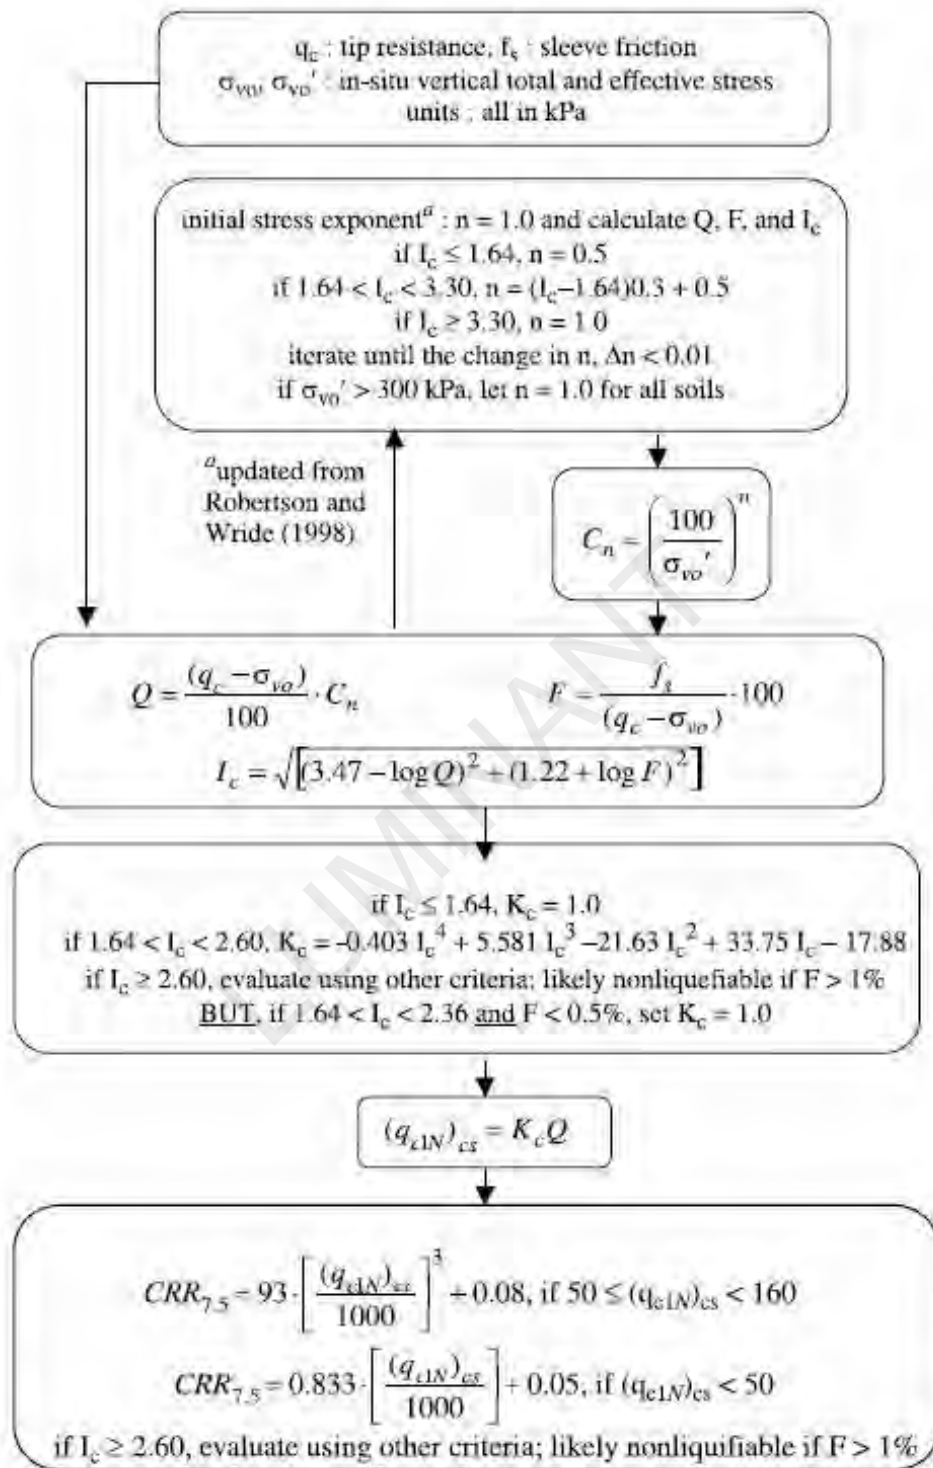 q_c : tip resistance, f_s : sleeve friction
σ_vo, σ_vo' : in-situ vertical total and effective stress
units : all in kPa
initial stress exponent^a : n = 1.0 and calculate Q, F, and I_c
if I_c ≤ 1.64, n = 0.5
if 1.64 < I_c < 3.30, n = (I_c–1.64)0.3 + 0.5
if I_c ≥ 3.30, n = 1.0
iterate until the change in n, Δn < 0.01
if σ_vo' > 300 kPa, let n = 1.0 for all soils
^a updated from
Robertson and
Wride (1998)
C_n = (100 / σ_vo')^n
Q = (q_c – σ_vo) / 100 · C_n
F = f_s / (q_c – σ_vo) · 100
I_c = √[(3.47 – log Q)^2 + (1.22 + log F)^2]
if I_c ≤ 1.64, K_c = 1.0
if 1.64 < I_c < 2.60, K_c = -0.403 I_c^4 + 5.581 I_c^3 –21.63 I_c^2 + 33.75 I_c – 17.88
if I_c ≥ 2.60, evaluate using other criteria; likely nonliquefiable if F > 1%
BUT, if 1.64 < I_c < 2.36 and F < 0.5%, set K_c = 1.0
(q_c1N)_cs = K_c Q
CRR_7.5 = 93 · [(q_c1N)_cs / 1000]^3 + 0.08, if 50 ≤ (q_c1N)_cs < 160
CRR_7.5 = 0.833 · [(q_c1N)_cs / 1000] + 0.05, if (q_c1N)_cs < 50
if I_c ≥ 2.60, evaluate using other criteria; likely nonliquifiable if F > 1%
LUMINANT